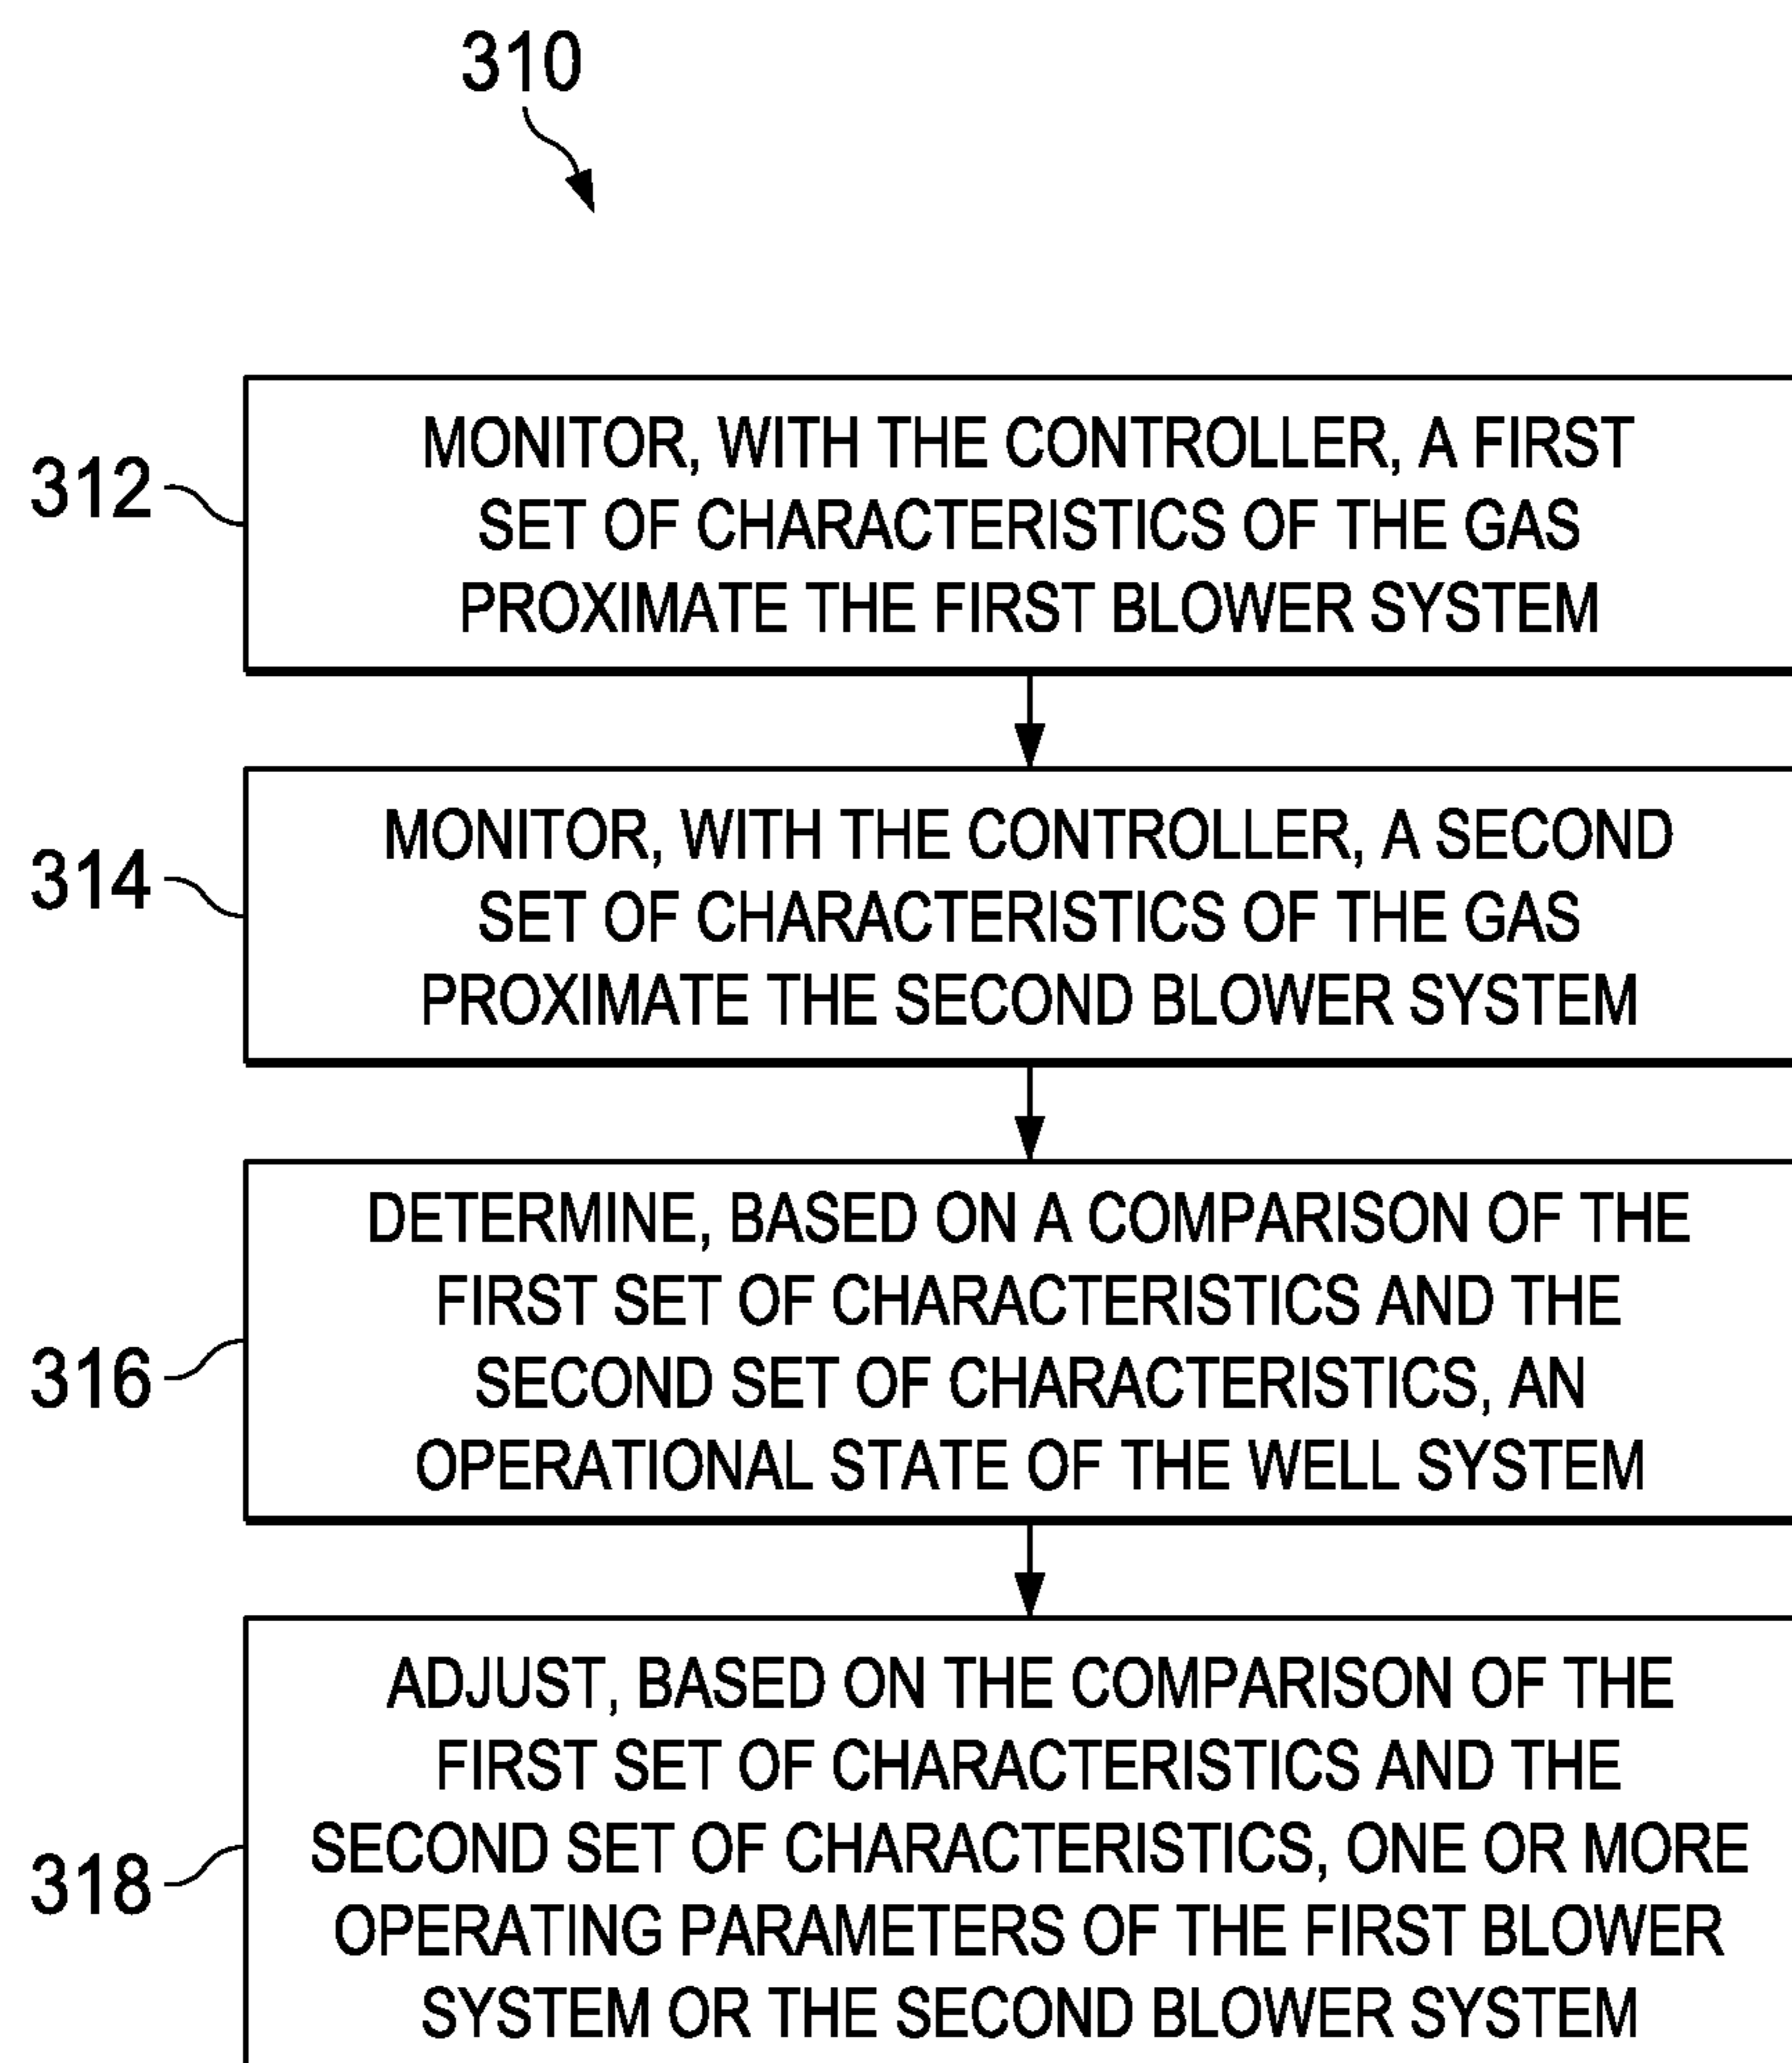 310
312
MONITOR, WITH THE CONTROLLER, A FIRST
SET OF CHARACTERISTICS OF THE GAS
PROXIMATE THE FIRST BLOWER SYSTEM
314
MONITOR, WITH THE CONTROLLER, A SECOND
SET OF CHARACTERISTICS OF THE GAS
PROXIMATE THE SECOND BLOWER SYSTEM
316
DETERMINE, BASED ON A COMPARISON OF THE
FIRST SET OF CHARACTERISTICS AND THE
SECOND SET OF CHARACTERISTICS, AN
OPERATIONAL STATE OF THE WELL SYSTEM
318
ADJUST, BASED ON THE COMPARISON OF THE
FIRST SET OF CHARACTERISTICS AND THE
SECOND SET OF CHARACTERISTICS, ONE OR MORE
OPERATING PARAMETERS OF THE FIRST BLOWER
SYSTEM OR THE SECOND BLOWER SYSTEM